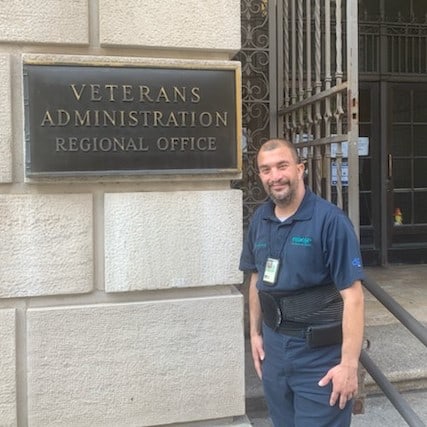 VETERANS
ADMINISTRATION
REGIONAL OFFICE